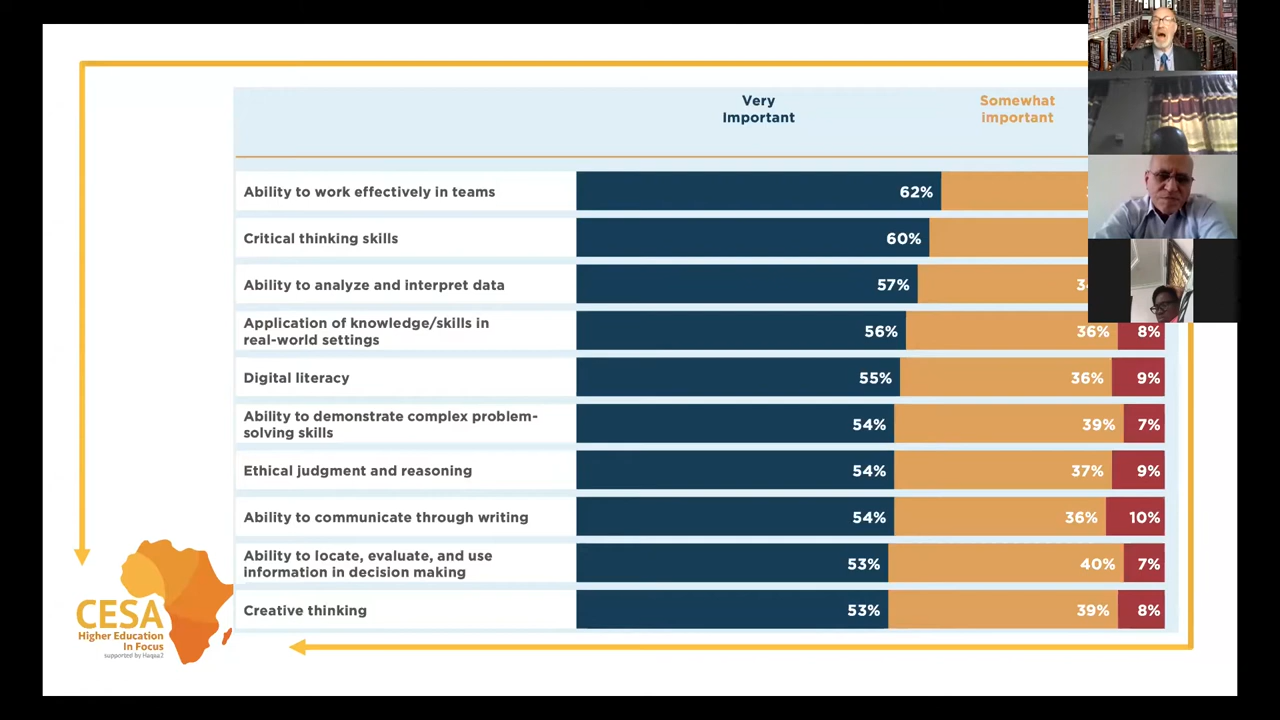 Very
Important
Somewhat
important
Ability to work effectively in teams
62%
Critical thinking skills
60%
Ability to analyze and interpret data
57%
Application of knowledge/skills in
real-world settings
56%
36%
8%
Digital literacy
55%
36%
9%
Ability to demonstrate complex problem-
solving skills
54%
39%
7%
Ethical judgment and reasoning
54%
37%
9%
Ability to communicate through writing
54%
36%
10%
Ability to locate, evaluate, and use
information in decision making
53%
40%
7%
Creative thinking
53%
39%
8%
CESA
Higher Education
In Focus
supported by Haqaa2